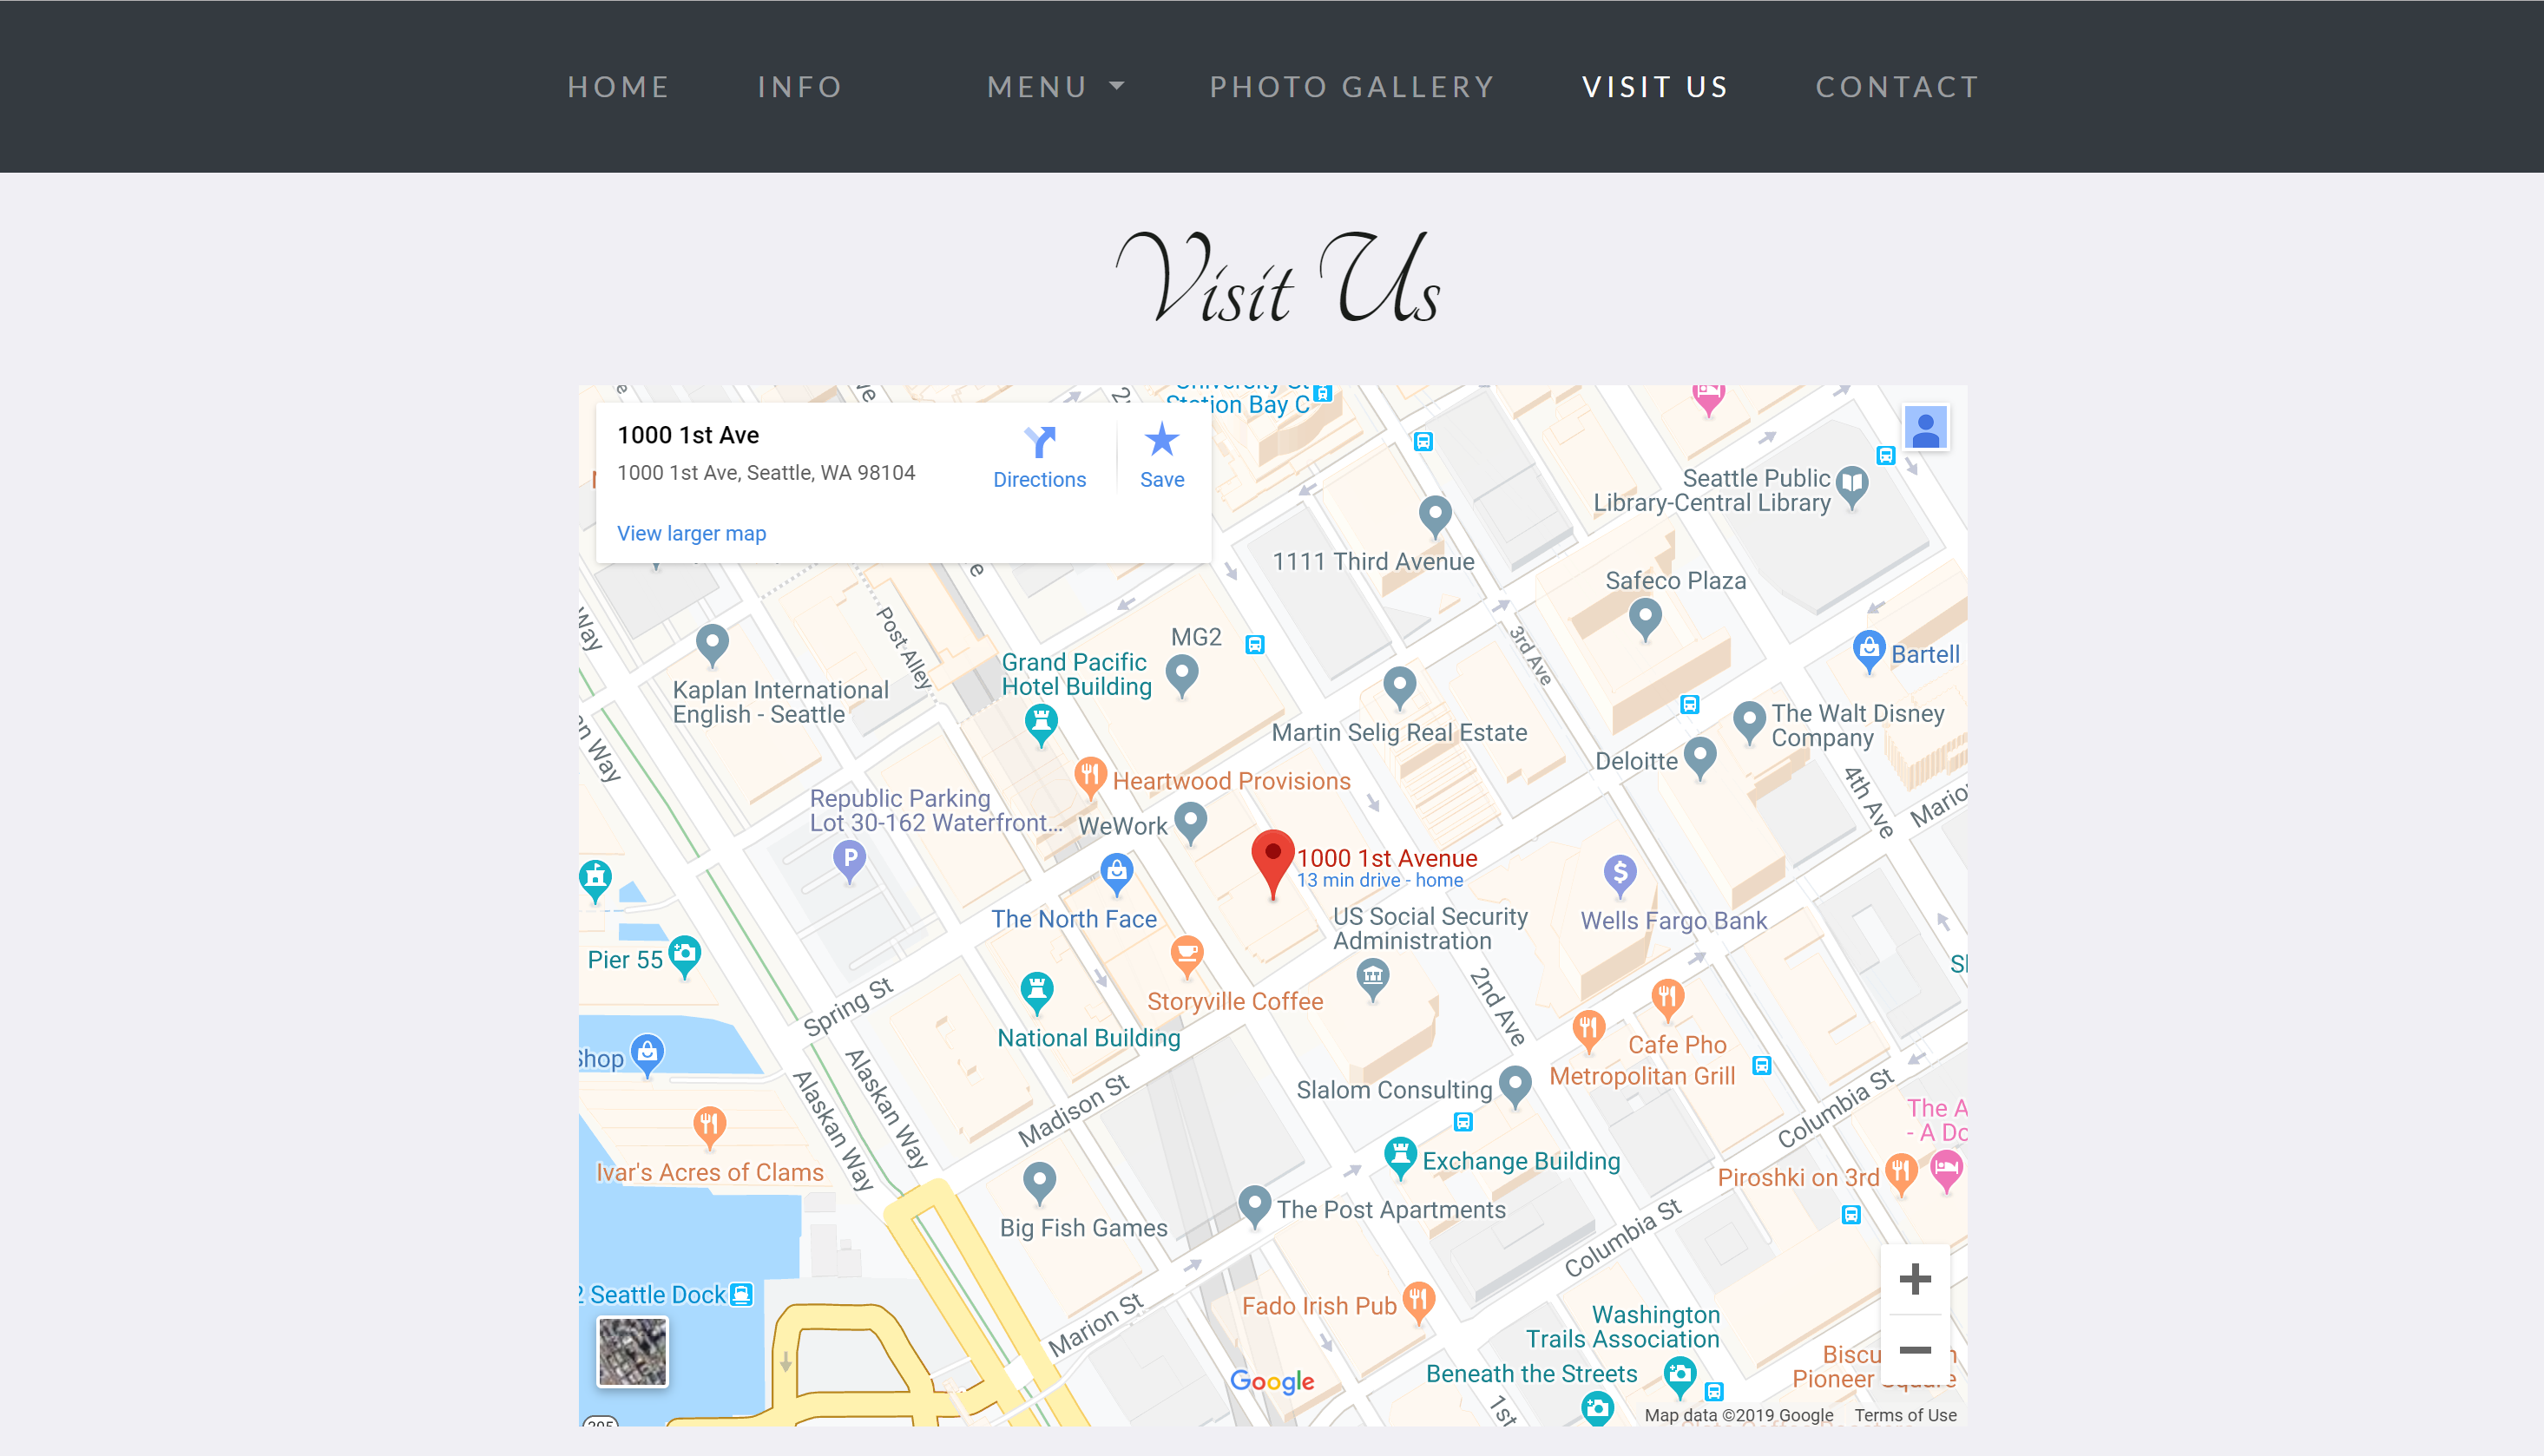 HOME INFO MENU PHOTO GALLERY VISIT US CONTACT
Visit Us
1000 1st Ave
1000 1st Ave, Seattle, WA 98104
View larger map
Directions
Save
Station Bay C
Seattle Public
Library-Central Library
1111 Third Avenue
Safeco Plaza
Way
Post Alley
MG2
Grand Pacific
Hotel Building
3rd Ave
Bartell
Kaplan International
English - Seattle
Martin Selig Real Estate
The Walt Disney
Company
Deloitte
Way
Heartwood Provisions
4th Ave
Republic Parking
Lot 30-162 Waterfront...
WeWork
P
1000 1st Avenue
13 min drive - home
$
The North Face
US Social Security
Administration
Wells Fargo Bank
Pier 55
Spring St
Storyville Coffee
2nd Ave
National Building
Cafe Pho
Metropolitan Grill
Shop
Alaskan Way
Alaskan Way
Madison St
Slalom Consulting
Columbia St
The A
- A Do
Ivar's Acres of Clams
Exchange Building
Piroshki on 3rd
Big Fish Games
The Post Apartments
Columbia St
2 Seattle Dock
Marion St
Fado Irish Pub
Washington
Trails Association
Beneath the Streets
Pioneer Square
Google
1st
Map data ©2019 Google
Terms of Use